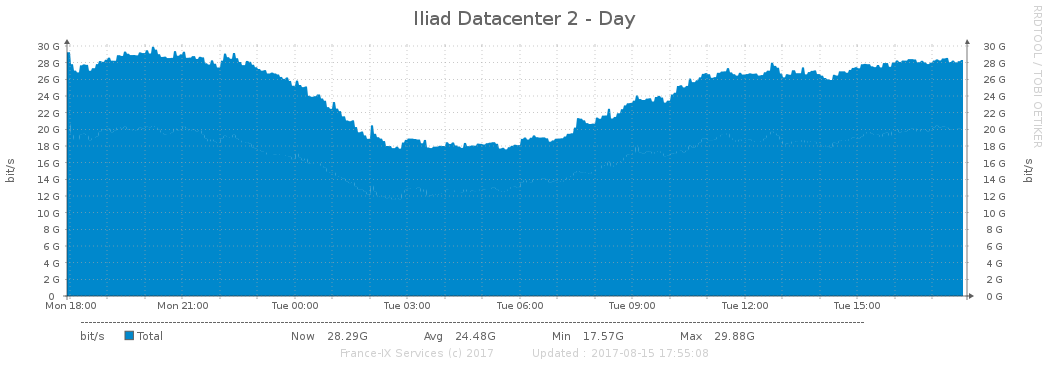 Iliad Datacenter 2 - Day
RRDTOOL / TOBI OETIKER
bit/s
30 G 30 G
28 G 28 G
26 G 26 G
24 G 24 G
22 G 22 G
20 G 20 G
18 G 18 G
16 G 16 G
14 G 14 G
12 G 12 G
10 G 10 G
8 G 8 G
6 G 6 G
4 G 4 G
2 G 2 G
0 0 G
bit/s
Mon 18:00 Mon 21:00 Tue 00:00 Tue 03:00 Tue 06:00 Tue 09:00 Tue 12:00 Tue 15:00
bit/s Total Now 28.29G Avg 24.48G Min 17.57G Max 29.88G
France-IX Services (c) 2017 Updated : 2017-08-15 17:55:08